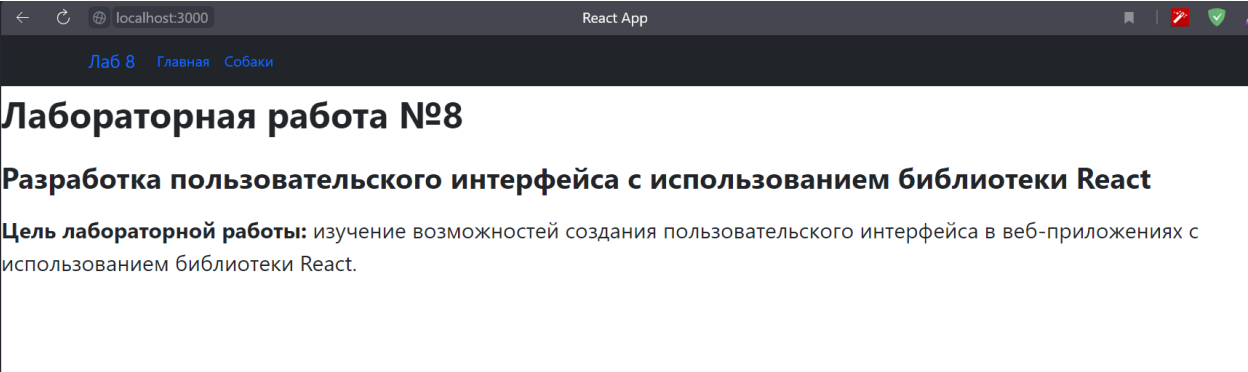 localhost:3000 React App
Лаб 8 Главная Собаки
Лабораторная работа №8
Разработка пользовательского интерфейса с использованием библиотеки React
Цель лабораторной работы: изучение возможностей создания пользовательского интерфейса в веб-приложениях с
использованием библиотеки React.